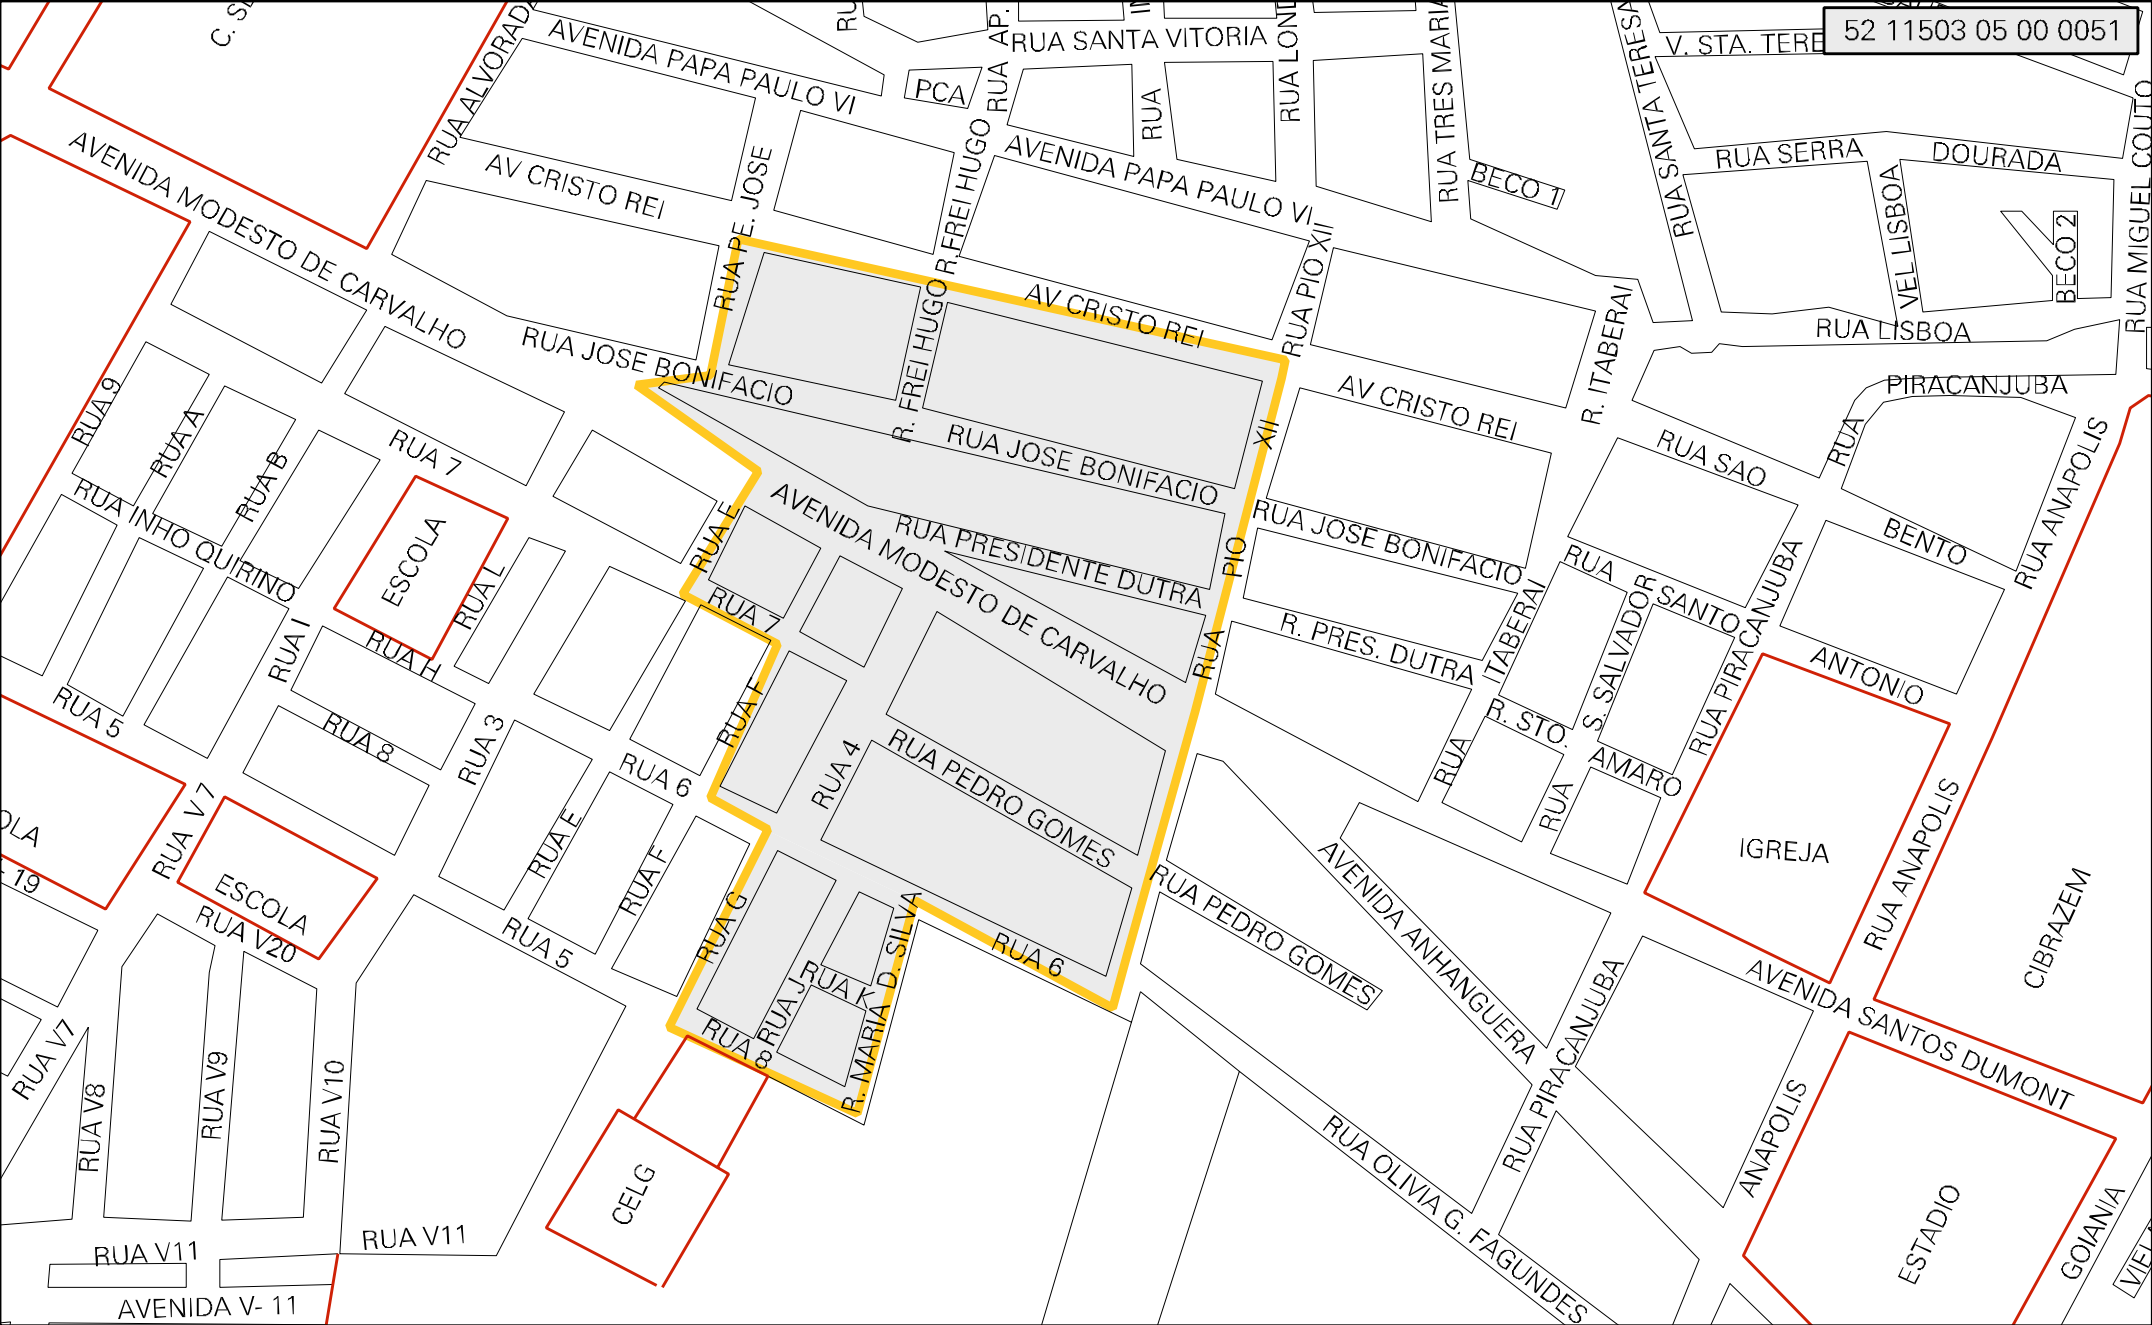 52 11503 05 00 0051
C.
RUA ALVORADA
AVENIDA PAPA PAULO VI
PCA
RUA AP.
RUA SANTA VITORIA
RUA
RUA TRES MARIA
RUA SANTA TERESA
V. STA. TERE
AVENIDA MODESTO DE CARVALHO
AV CRISTO REI
RUA PE. JOSE
R. FREI HUGO
R. FREI HUGO
AVENIDA PAPA PAULO VI
BECO 1
RUA SERRA
DOURADA
VEL LISBOA
BECO 2
RUA MIGUEL COUTO
RUA LISBOA
AV CRISTO REI
RUA PIO XII
R. ITABERAI
RUA JOSE BONIFACIO
AV CRISTO REI
PIRACANJUBA
RUA
RUA 9
RUA A
RUA B
RUA 7
RUA JOSE BONIFACIO
XII
RUA SAO
BENTO
RUA ANAPOLIS
RUA INHO QUIRINO
ESCOLA
RUA L
RUA E
AVENIDA MODESTO DE CARVALHO
RUA PRESIDENTE DUTRA
PIO
RUA
RUA JOSE BONIFACIO
RUA
SANTO
ANTONIO
RUA PIRACANJUBA
R. PRES. DUTRA
ITABERAI
RUA
S. SALVADOR
RUA
R. STO.
AMARO
RUA I
RUA H
RUA 7
RUA F
RUA 5
RUA 8
RUA 3
RUA 6
RUA 4
RUA PEDRO GOMES
IGREJA
RUA ANAPOLIS
CIBRAZEM
OLA
19
RUA V 7
ESCOLA
RUA V20
RUA E
RUA F
RUA 5
RUA G
RUA 6
RUA PEDRO GOMES
AVENIDA ANHANGUERA
AVENIDA SANTOS DUMONT
RUA J
RUA K
RUA 8
R. MARIA D. SILVA
RUA V7
RUA V8
RUA V9
RUA V10
RUA PIRACANJUBA
ANAPOLIS
RUA OLIVIA G. FAGUNDES
CELG
ESTADIO
GOIANIA
RUA V11
RUA V11
AVENIDA V- 11